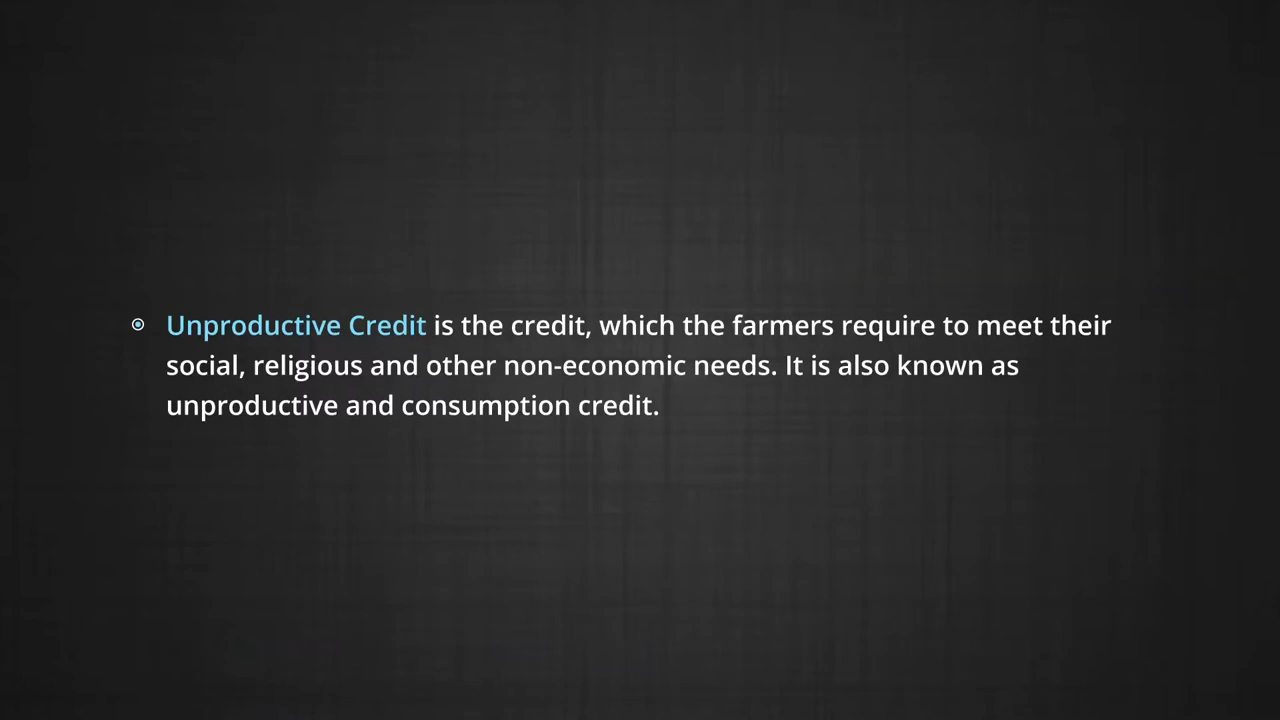 Unproductive Credit is the credit, which the farmers require to meet their
social, religious and other non-economic needs. It is also known as
unproductive and consumption credit.